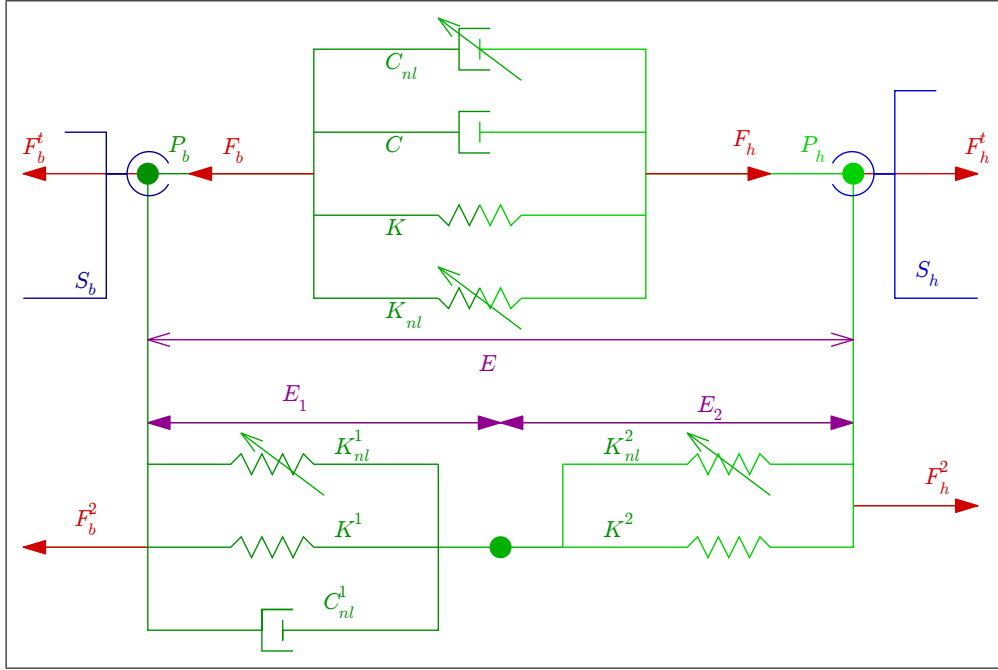 C_nl
F_b^t P_b F_b C F_h P_h F_h^t
K
S_b S_h
K_nl
E
E_1 E_2
K_nl^1 K_nl^2
F_h^2
F_b^2 K^1 K^2
C_nl^1